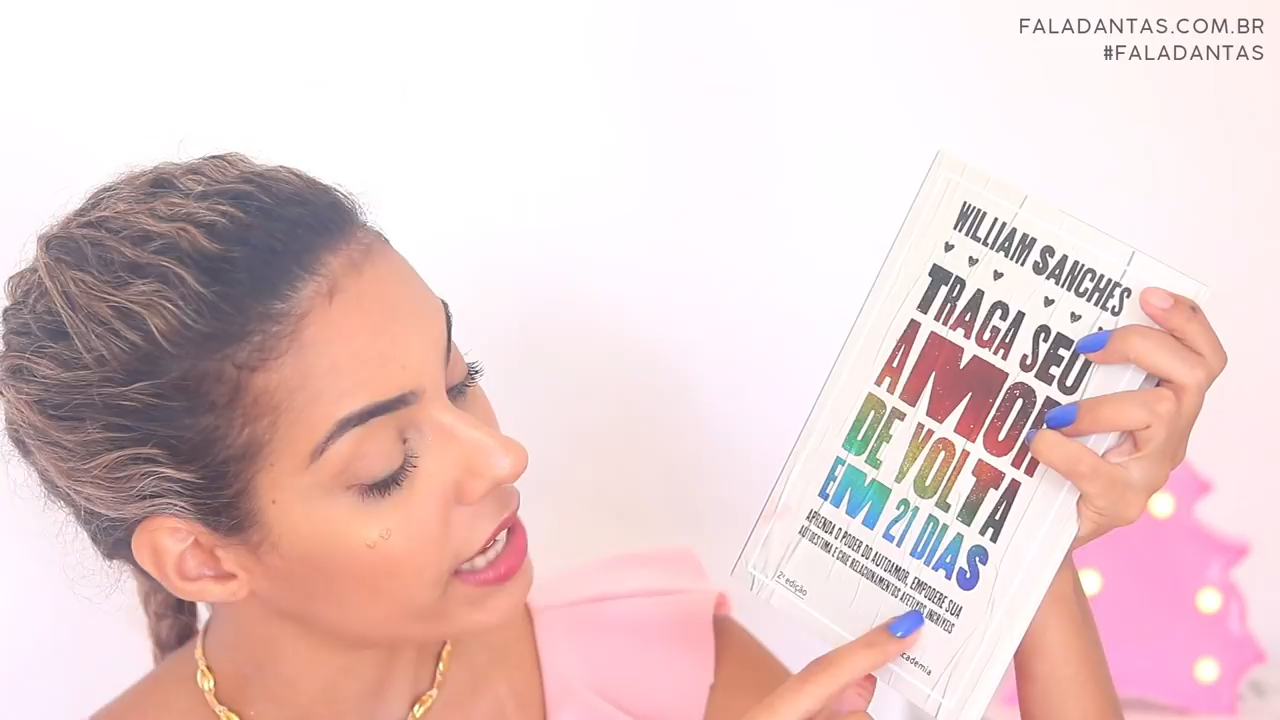 FALADANTAS.COM.BR
#FALADANTAS
WILLIAM SANCHES
TRAGA SEU
AMOR
DE VOLTA
EM 21 DIAS
APRENDA O PODER DO AUTOAMOR, EMPODERE SUA
AUTOESTIMA E CRIE RELACIONAMENTOS AFETIVOS INCRÍVEIS
2ª edição